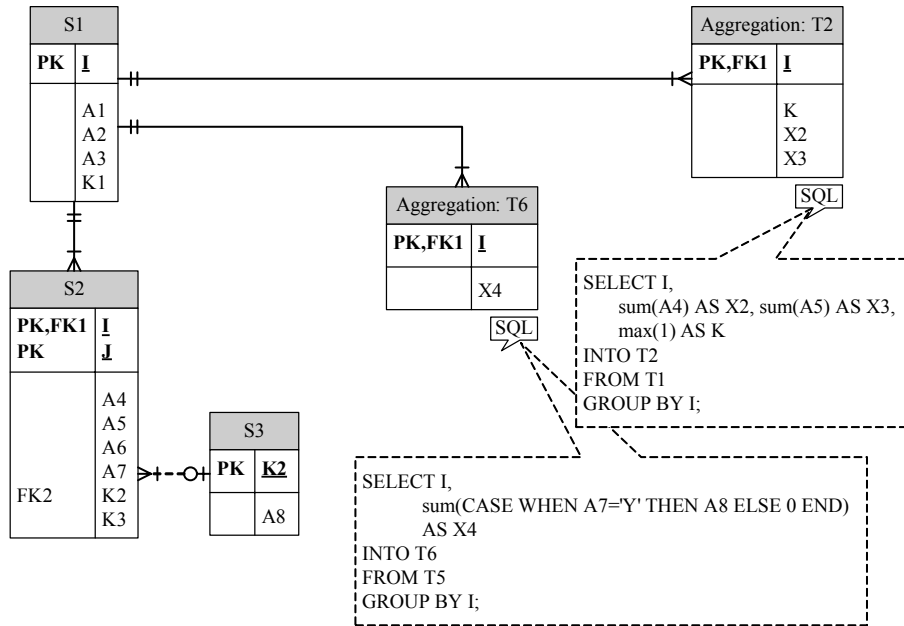 S1
PK I
A1
A2
A3
K1
Aggregation: T2
PK,FK1 I
K
X2
X3
SQL
Aggregation: T6
PK,FK1 I
X4
SQL
S2
PK,FK1 I
PK J
A4
A5
A6
A7
FK2 K2
K3
S3
PK K2
A8
SELECT I,
sum(A4) AS X2, sum(A5) AS X3,
max(1) AS K
INTO T2
FROM T1
GROUP BY I;
SELECT I,
sum(CASE WHEN A7='Y' THEN A8 ELSE 0 END)
AS X4
INTO T6
FROM T5
GROUP BY I;